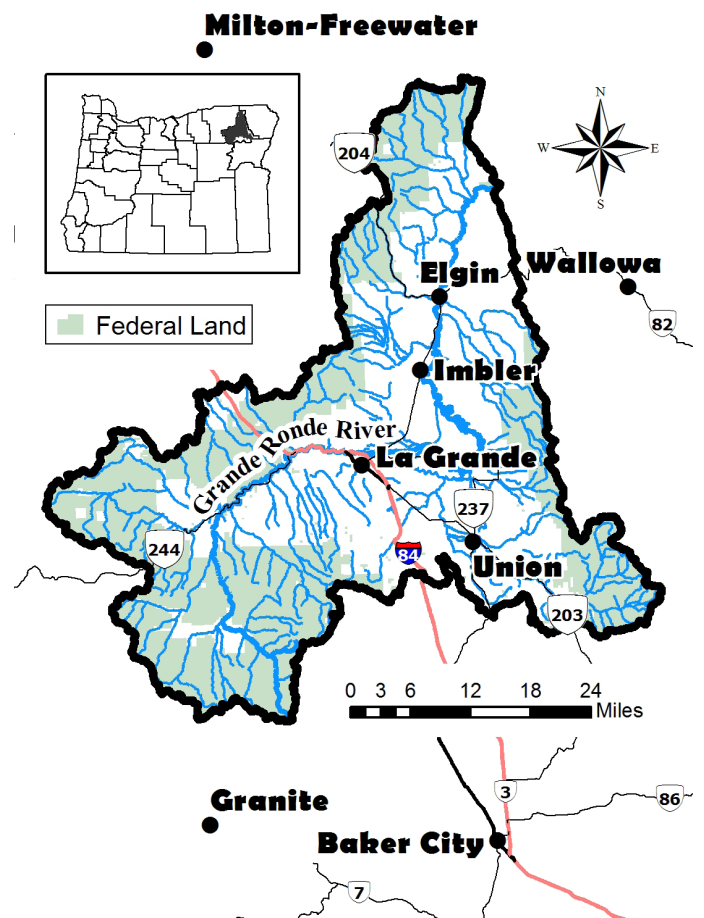 Milton-Freewater
204
N
W E
S
Elgin
Wallowa
82
Federal Land
Imbler
Grande Ronde River
La Grande
237
244
84
Union
203
0 3 6 12 18 24
Miles
3
86
Granite
Baker City
7